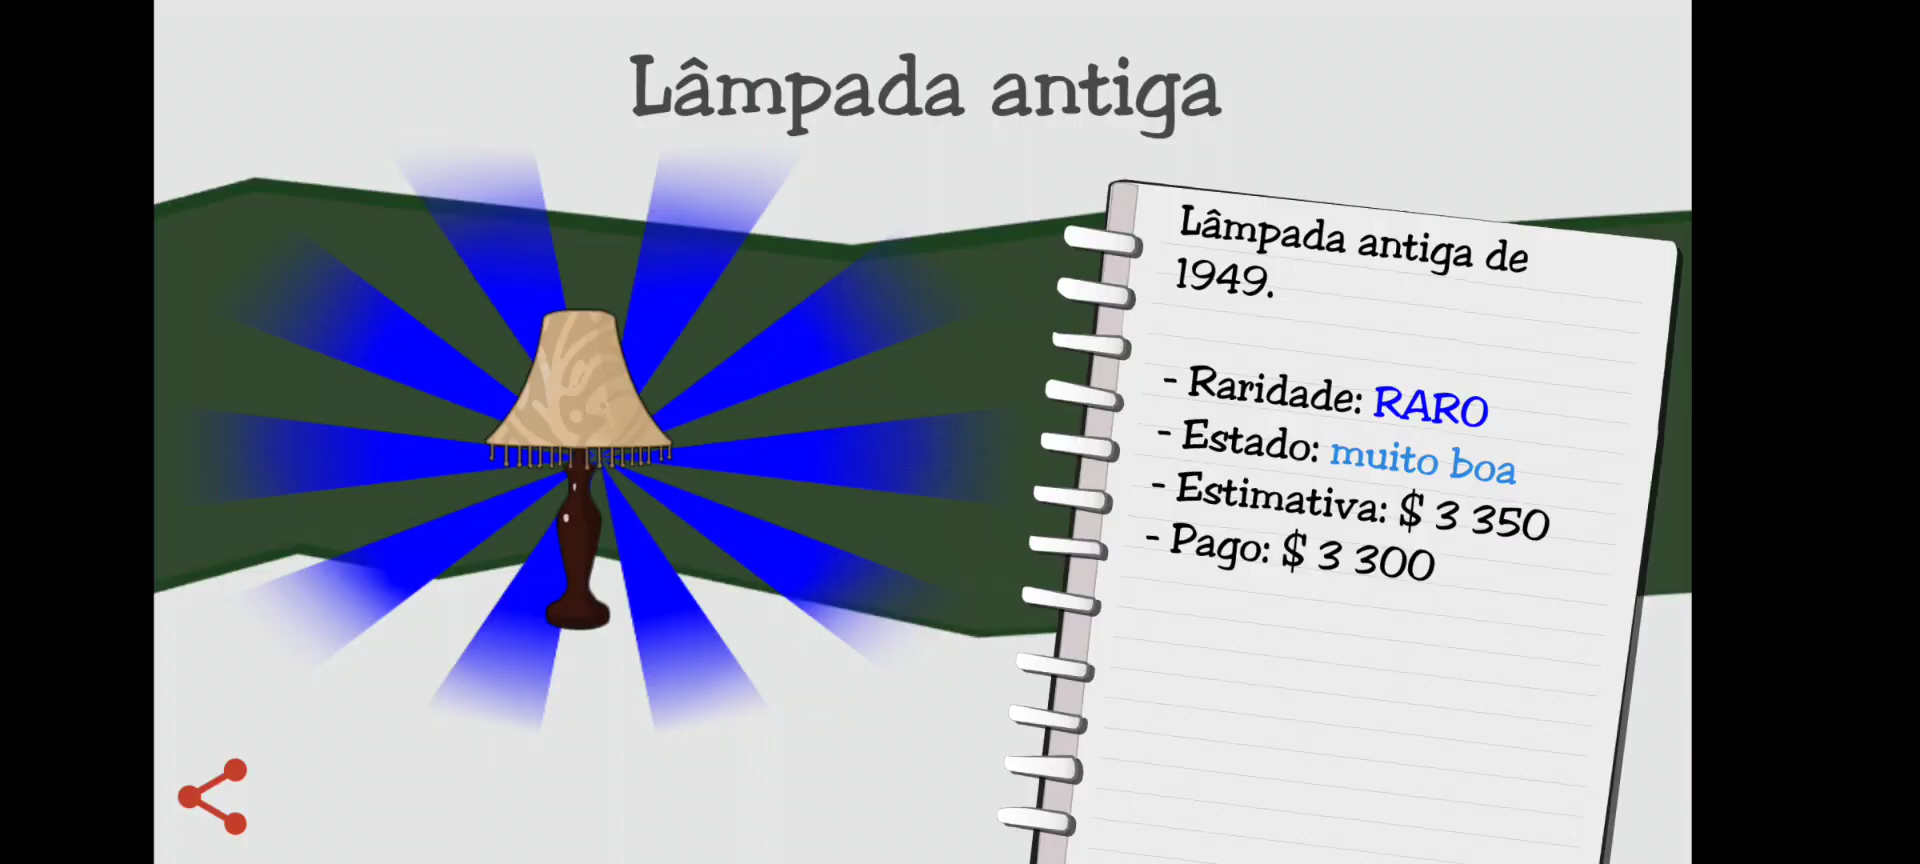 Lâmpada antiga
Lâmpada antiga de
1949.
- Raridade: RARO
- Estado: muito boa
- Estimativa: $ 3 350
- Pago: $ 3 300